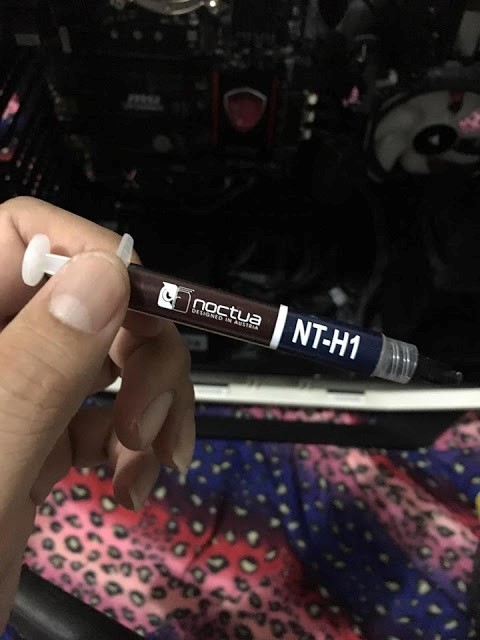 noctua
DESIGNED IN AUSTRIA
NT-H1